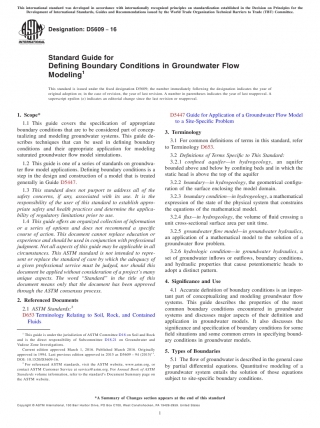 This international standard was developed in accordance with internationally recognized principles on standardization established in the Decision on Principles for the
Development of International Standards, Guides and Recommendations issued by the World Trade Organization Technical Barriers to Trade (TBT) Committee.
Designation: D5609 − 16
INTERNATIONAL
Standard Guide for
Defining Boundary Conditions in Groundwater Flow
Modeling1
This standard is issued under the fixed designation D5609; the number immediately following the designation indicates the year of
original adoption or, in the case of revision, the year of last revision. A number in parentheses indicates the year of last reapproval. A
superscript epsilon (ε) indicates an editorial change since the last revision or reapproval.
1. Scope*
1.1 This guide covers the specification of appropriate
boundary conditions that are to be considered part of concep-
tualizing and modeling groundwater systems. This guide de-
scribes techniques that can be used in defining boundary
conditions and their appropriate application for modeling
saturated groundwater flow model simulations.
1.2 This guide is one of a series of standards on groundwa-
ter flow model applications. Defining boundary conditions is a
step in the design and construction of a model that is treated
generally in Guide D5447.
1.3 This standard does not purport to address all of the
safety concerns, if any, associated with its use. It is the
responsibility of the user of this standard to establish appro-
priate safety and health practices and determine the applica-
bility of regulatory limitations prior to use.
1.4 This guide offers an organized collection of information
or a series of options and does not recommend a specific
course of action. This document cannot replace education or
experience and should be used in conjunction with professional
judgment. Not all aspects of this guide may be applicable in all
circumstances. This ASTM standard is not intended to repre-
sent or replace the standard of care by which the adequacy of
a given professional service must be judged, nor should this
document be applied without consideration of a project's many
unique aspects. The word "Standard" in the title of this
document means only that the document has been approved
through the ASTM consensus process.
2. Referenced Documents
2.1 ASTM Standards:2
D653 Terminology Relating to Soil, Rock, and Contained
Fluids
1 This guide is under the jurisdiction of ASTM Committee D18 on Soil and Rock
and is the direct responsibility of Subcommittee D18.21 on Groundwater and
Vadose Zone Investigations.
Current edition approved March 1, 2016. Published March 2016. Originally
approved in 1994. Last previous edition approved in 2015 as D5609 – 94 (2015)ε1.
DOI: 10.1520/D5609-16.
2 For referenced ASTM standards, visit the ASTM website, www.astm.org, or
contact ASTM Customer Service at service@astm.org. For Annual Book of ASTM
Standards volume information, refer to the standard's Document Summary page on
the ASTM website.
D5447 Guide for Application of a Groundwater Flow Model
to a Site-Specific Problem
3. Terminology
3.1 For common definitions of terms in this standard, refer
to Terminology D653.
3.2 Definitions of Terms Specific to This Standard:
3.2.1 confined aquifer—in hydrogeology, an aquifer
bounded above and below by confining beds and in which the
static head is above the top of the aquifer
3.2.2 boundary—in hydrogeology, the geometrical configu-
ration of the surface enclosing the model domain.
3.2.3 boundary condition—in hydrogeology, a mathematical
expression of the state of the physical system that constrains
the equations of the mathematical model.
3.2.4 flux—in hydrogeology, the volume of fluid crossing a
unit cross-sectional surface area per unit time.
3.2.5 groundwater flow model—in groundwater hydraulics,
an application of a mathematical model to the solution of a
groundwater flow problem.
3.2.6 hydrologic condition—in groundwater hydraulics, a
set of groundwater inflows or outflows, boundary conditions,
and hydraulic properties that cause potentiometric heads to
adopt a distinct pattern.
4. Significance and Use
4.1 Accurate definition of boundary conditions is an impor-
tant part of conceptualizing and modeling groundwater flow
systems. This guide describes the properties of the most
common boundary conditions encountered in groundwater
systems and discusses major aspects of their definition and
application in groundwater models. It also discusses the
significance and specification of boundary conditions for some
field situations and some common errors in specifying bound-
ary conditions in groundwater models.
5. Types of Boundaries
5.1 The flow of groundwater is described in the general case
by partial differential equations. Quantitative modeling of a
groundwater system entails the solution of those equations
subject to site-specific boundary conditions.
*A Summary of Changes section appears at the end of this standard
1